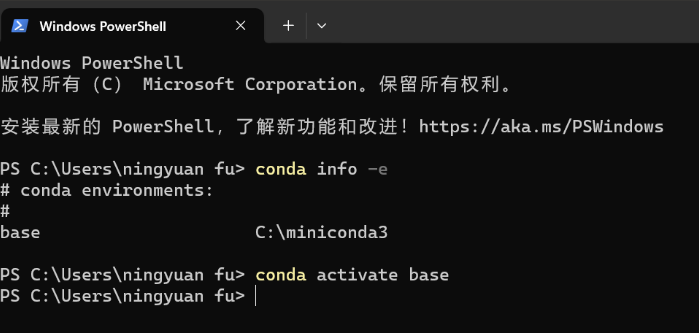 Windows PowerShell
Windows PowerShell
版权所有（C） Microsoft Corporation。保留所有权利。
安装最新的 PowerShell，了解新功能和改进！https://aka.ms/PSWindows
PS C:\Users\ningyuan fu> conda info -e
# conda environments:
#
base                     C:\miniconda3
PS C:\Users\ningyuan fu> conda activate base
PS C:\Users\ningyuan fu>